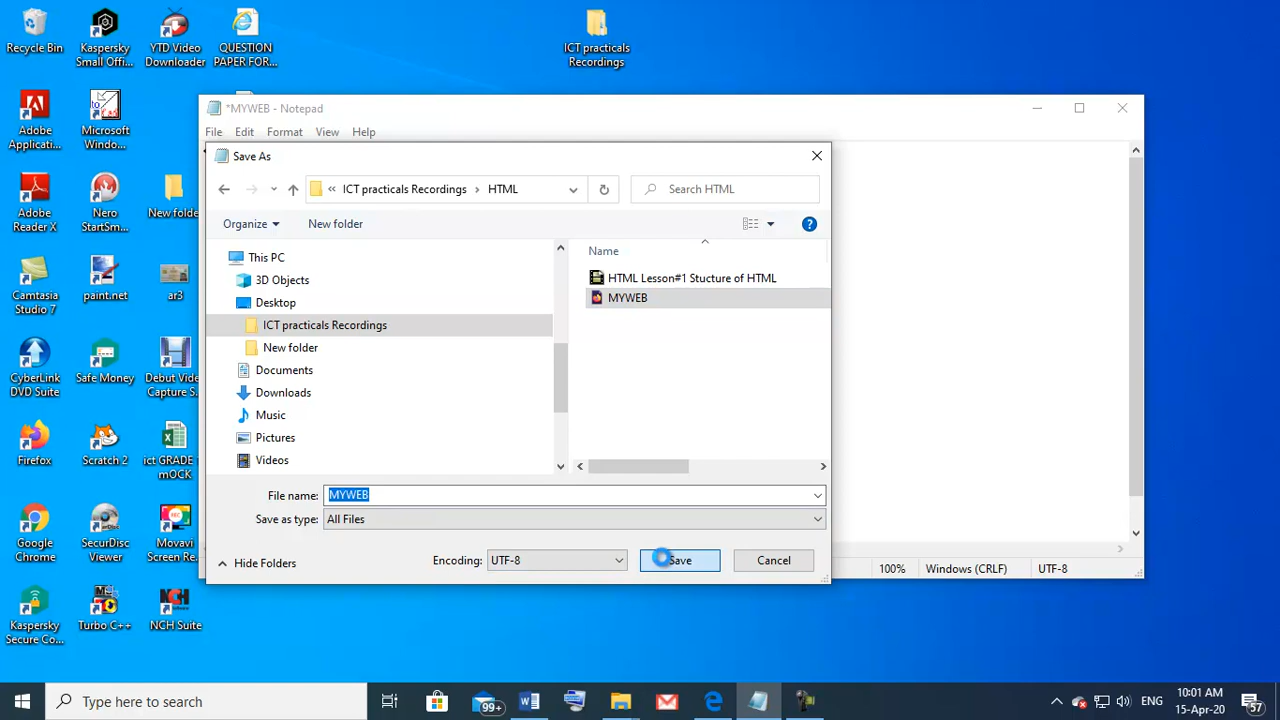 Recycle Bin
Kaspersky
Small Offi...
YTD Video
Downloader
QUESTION
PAPER FOR...
ICT practicals
Recordings
Adobe
Applicati...
Microsoft
Windo...
Adobe
Reader X
Nero
StartSm...
New folde
Camtasia
Studio 7
paint.net
ar3
CyberLink
DVD Suite
Safe Money
Debut Vide
Capture S
Firefox
Scratch 2
ict GRADE 1
mOCK
Google
Chrome
SecurDisc
Viewer
Movavi
Screen Re
Kaspersky
Secure Co...
Turbo C++
NCH Suite
*MYWEB - Notepad
File Edit Format View Help
Save As
« ICT practicals Recordings > HTML
Search HTML
Organize
New folder
This PC
3D Objects
Desktop
ICT practicals Recordings
New folder
Documents
Downloads
Music
Pictures
Videos
Name
HTML Lesson#1 Stucture of HTML
MYWEB
File name: MYWEB
Save as type: All Files
Hide Folders
Encoding: UTF-8
Save
Cancel
100%
Windows (CRLF)
UTF-8
Type here to search
99+
ENG
10:01 AM
15-Apr-20
57